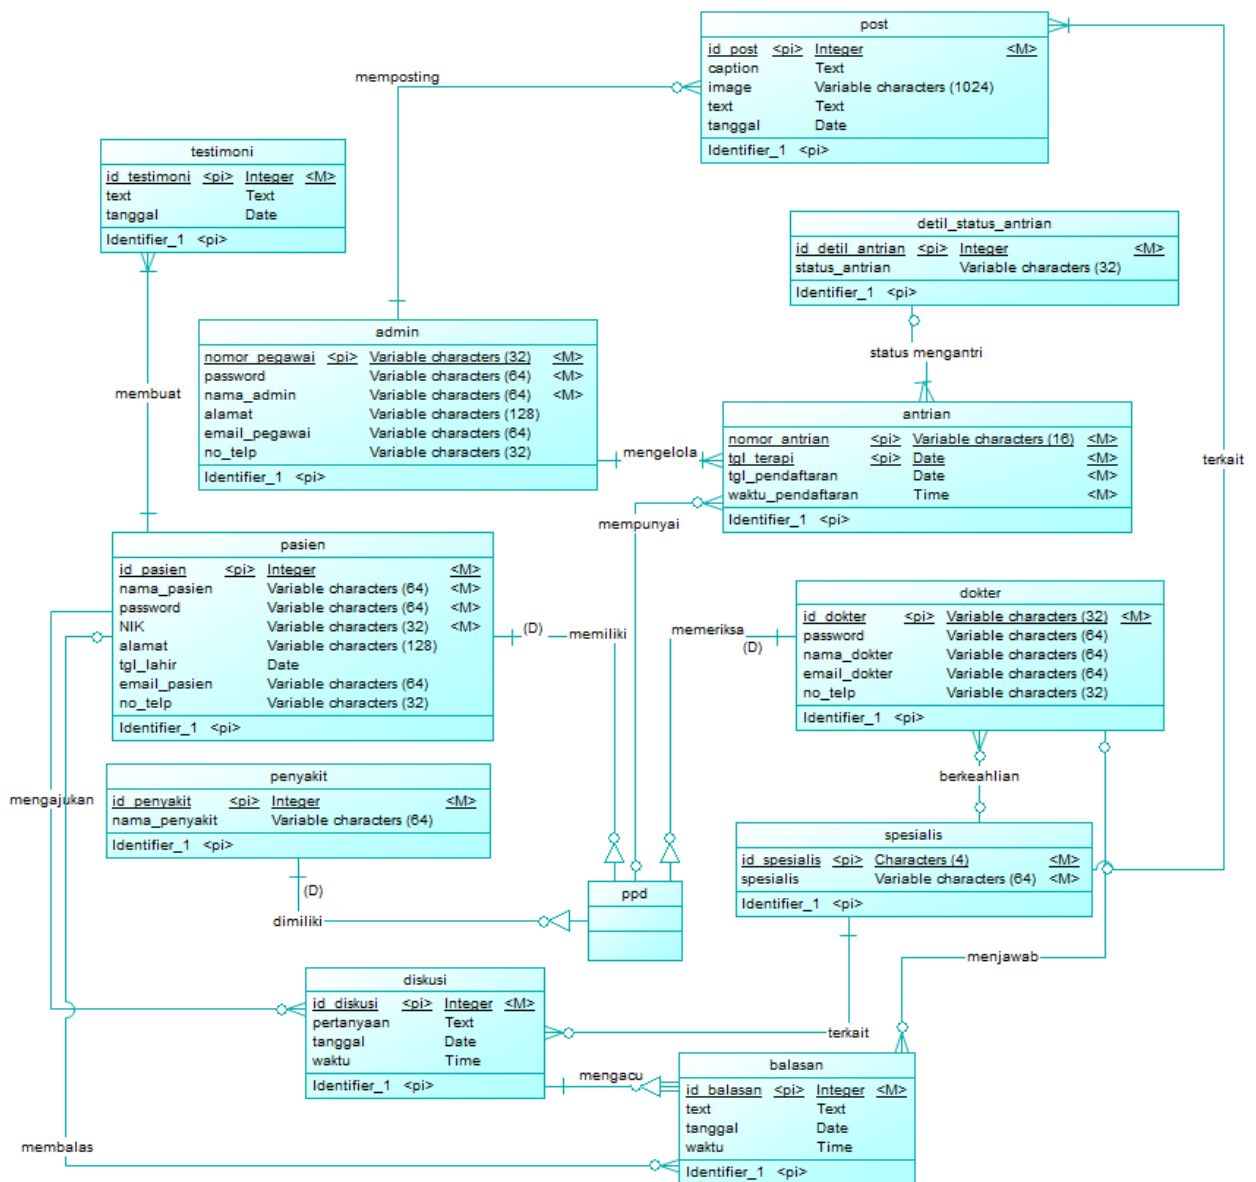 post
id_post <pi> Integer <M>
caption Text
image Variable characters (1024)
text Text
tanggal Date
Identifier_1 <pi>
memposting
testimoni
id_testimoni <pi> Integer <M>
text Text
tanggal Date
Identifier_1 <pi>
detil_status_antrian
id_detil_antrian <pi> Integer <M>
status_antrian Variable characters (32)
Identifier_1 <pi>
status mengantri
admin
nomor_pegawai <pi> Variable characters (32) <M>
password Variable characters (64) <M>
nama_admin Variable characters (64) <M>
alamat Variable characters (128)
email_pegawai Variable characters (64)
no_telp Variable characters (32)
Identifier_1 <pi>
membuat
mengelola
antrian
nomor_antrian <pi> Variable characters (16) <M>
tgl_terapi <pi> Date <M>
tgl_pendaftaran Date <M>
waktu_pendaftaran Time <M>
Identifier_1 <pi>
terkait
mempunyai
pasien
id_pasien <pi> Integer <M>
nama_pasien Variable characters (64) <M>
password Variable characters (64) <M>
NIK Variable characters (32) <M>
alamat Variable characters (128)
tgl_lahir Date
email_pasien Variable characters (64)
no_telp Variable characters (32)
Identifier_1 <pi>
(D)
memiliki
memeriksa
(D)
dokter
id_dokter <pi> Variable characters (32) <M>
password Variable characters (64)
nama_dokter Variable characters (64)
email_dokter Variable characters (64)
no_telp Variable characters (32)
Identifier_1 <pi>
berkeahlian
mengajukan
penyakit
id_penyakit <pi> Integer <M>
nama_penyakit Variable characters (64)
Identifier_1 <pi>
(D)
dimiliki
ppd
spesialis
id_spesialis <pi> Characters (4) <M>
spesialis Variable characters (64) <M>
Identifier_1 <pi>
menjawab
diskusi
id_diskusi <pi> Integer <M>
pertanyaan Text
tanggal Date
waktu Time
Identifier_1 <pi>
terkait
mengacu
balasan
id_balasan <pi> Integer <M>
text Text
tanggal Date
waktu Time
Identifier_1 <pi>
membalas